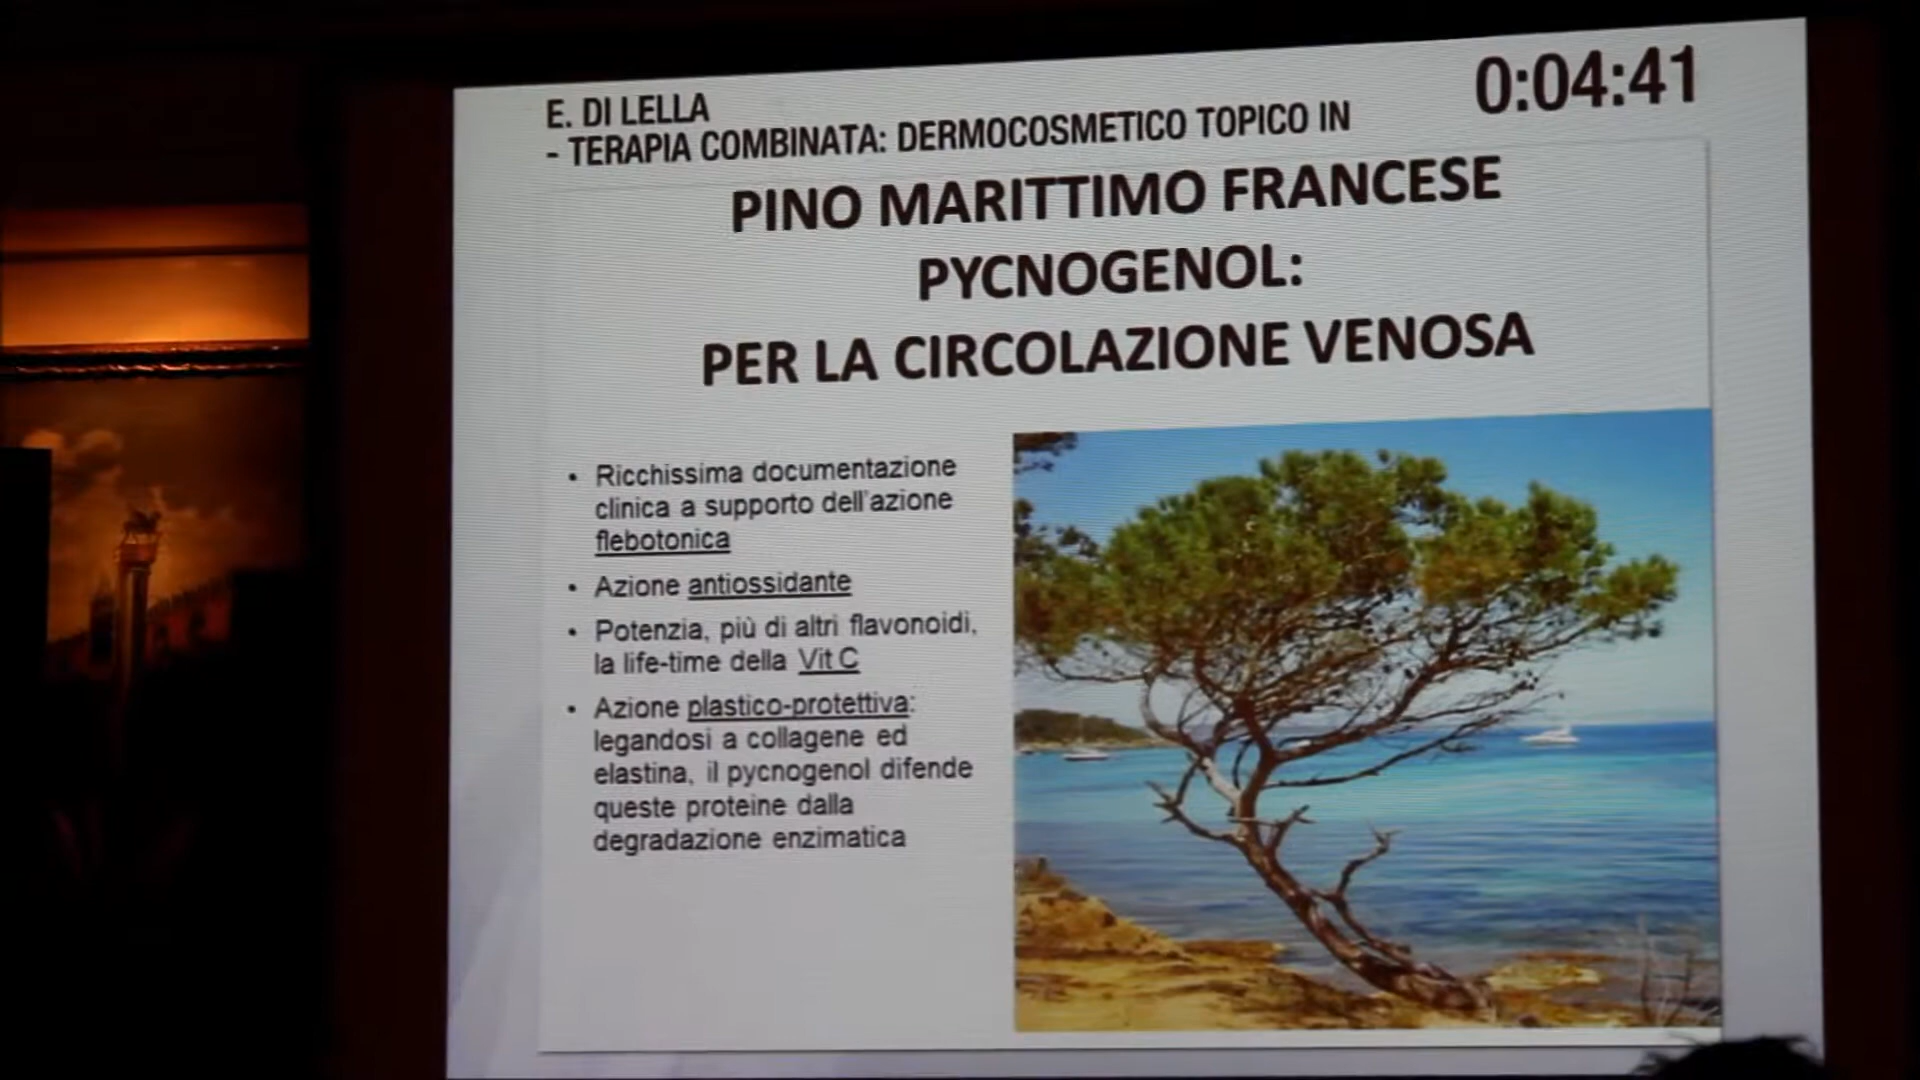 E. DI LELLA
- TERAPIA COMBINATA: DERMOCOSMETICO TOPICO IN
0:04:41
PINO MARITTIMO FRANCESE
PYCNOGENOL:
PER LA CIRCOLAZIONE VENOSA
• Ricchissima documentazione
clinica a supporto dell'azione
flebotonica
• Azione antiossidante
• Potenzia, più di altri flavonoidi,
la life-time della Vit C
• Azione plastico-protettiva:
legandosi a collagene ed
elastina, il pycnogenol difende
queste proteine dalla
degradazione enzimatica